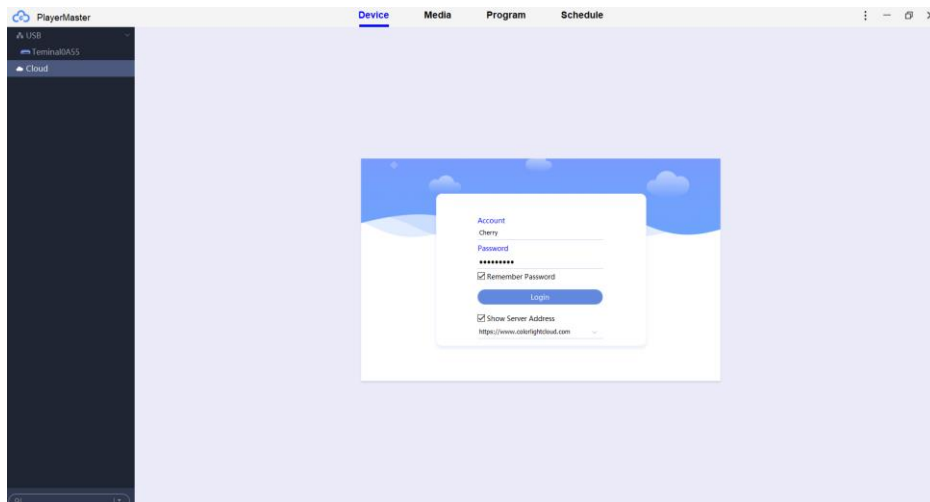 PlayerMaster
Device Media Program Schedule
USB
Teminal0A55
Cloud
Account
Cherry
Password
•••••••••
Remember Password
Login
Show Server Address
https://www.colorlightcloud.com